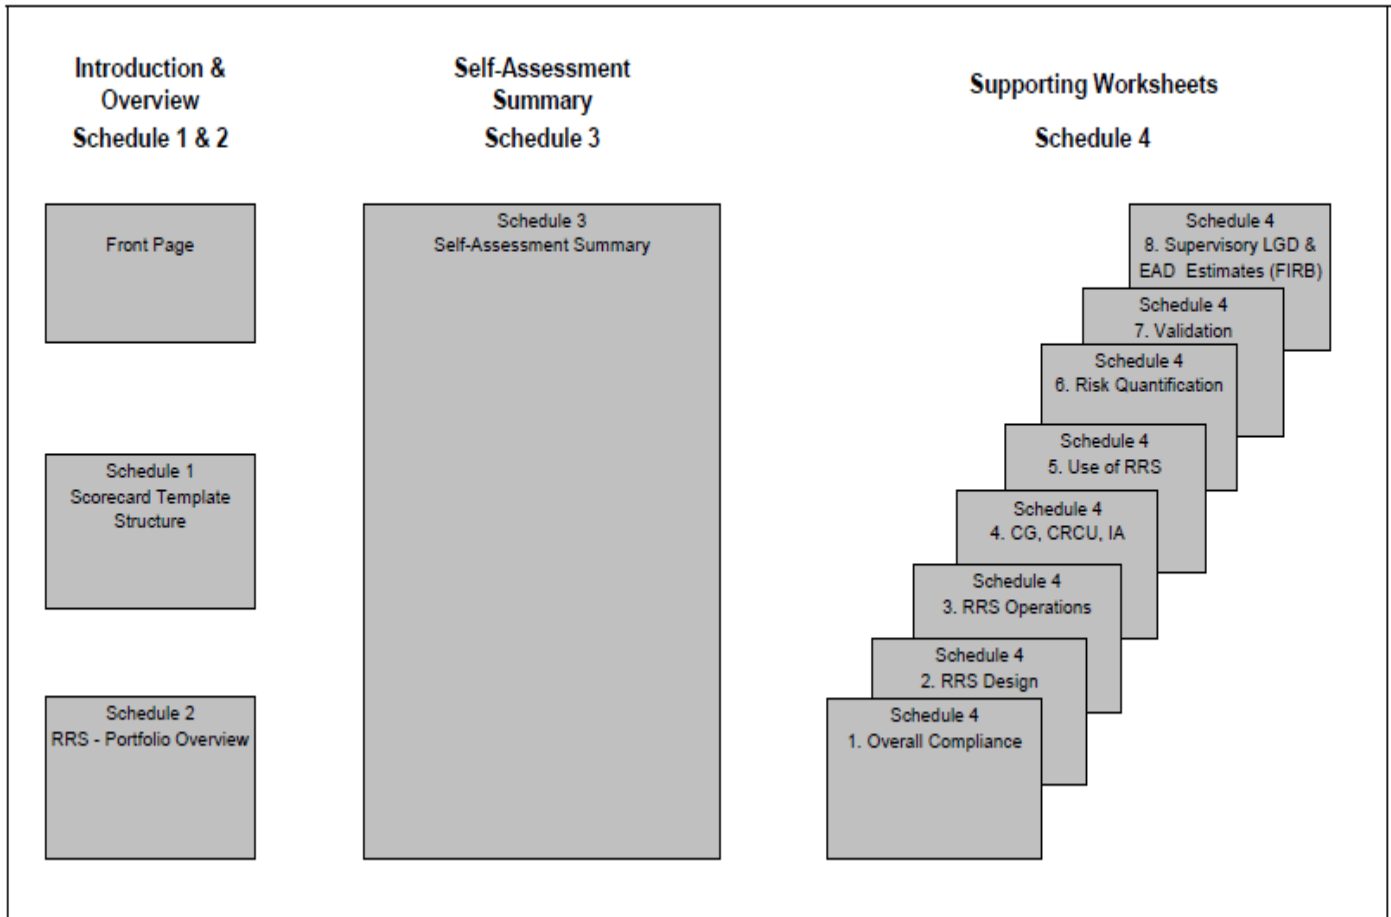 Introduction &
Overview
Schedule 1 & 2
Self-Assessment
Summary
Schedule 3
Supporting Worksheets
Schedule 4
Front Page
Schedule 1
Scorecard Template
Structure
Schedule 2
RRS - Portfolio Overview
Schedule 3
Self-Assessment Summary
Schedule 4
8. Supervisory LGD &
EAD Estimates (FIRB)
Schedule 4
7. Validation
Schedule 4
6. Risk Quantification
Schedule 4
5. Use of RRS
Schedule 4
4. CG, CRCU, IA
Schedule 4
3. RRS Operations
Schedule 4
2. RRS Design
Schedule 4
1. Overall Compliance